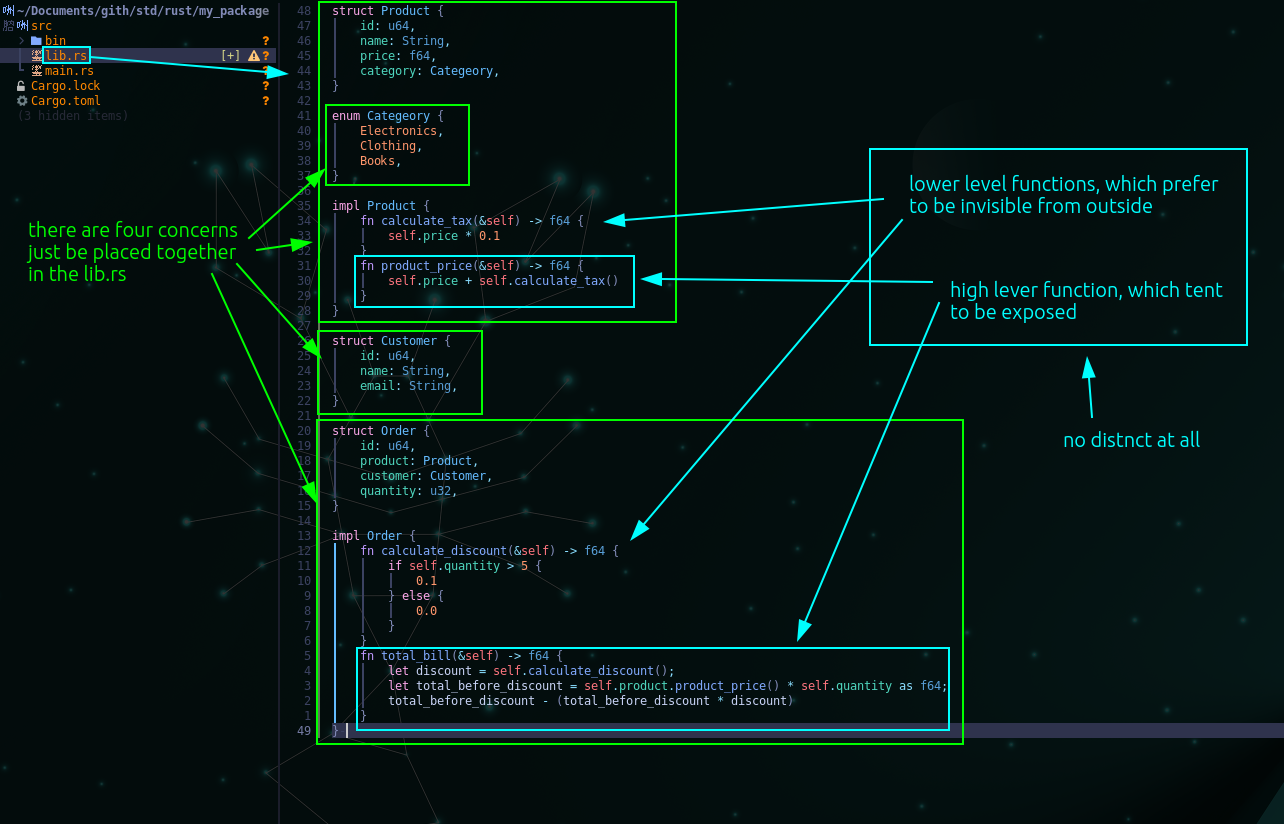 ~/Documents/gith/std/rust/my_package
src
bin ?
lib.rs [+] ?
main.rs ?
Cargo.lock ?
Cargo.toml ?
(3 hidden items)
48 struct Product {
47 id: u64,
46 name: String,
45 price: f64,
44 category: Categeory,
43 }
42
41 enum Categeory {
40 Electronics,
39 Clothing,
38 Books,
37 }
36
35 impl Product {
34 fn calculate_tax(&self) -> f64 {
33 self.price * 0.1
32 }
31 fn product_price(&self) -> f64 {
30 self.price + self.calculate_tax()
29 }
28 }
27
26 struct Customer {
25 id: u64,
24 name: String,
23 email: String,
22 }
21
20 struct Order {
19 id: u64,
18 product: Product,
17 customer: Customer,
16 quantity: u32,
15 }
14
13 impl Order {
12 fn calculate_discount(&self) -> f64 {
11 if self.quantity > 5 {
10 0.1
9 } else {
8 0.0
7 }
6 }
5 fn total_bill(&self) -> f64 {
4 let discount = self.calculate_discount();
3 let total_before_discount = self.product.product_price() * self.quantity as f64;
2 total_before_discount - (total_before_discount * discount)
1 }
49 }
there are four concerns
just be placed together
in the lib.rs
lower level functions, which prefer
to be invisible from outside
high lever function, which tent
to be exposed
no distnct at all